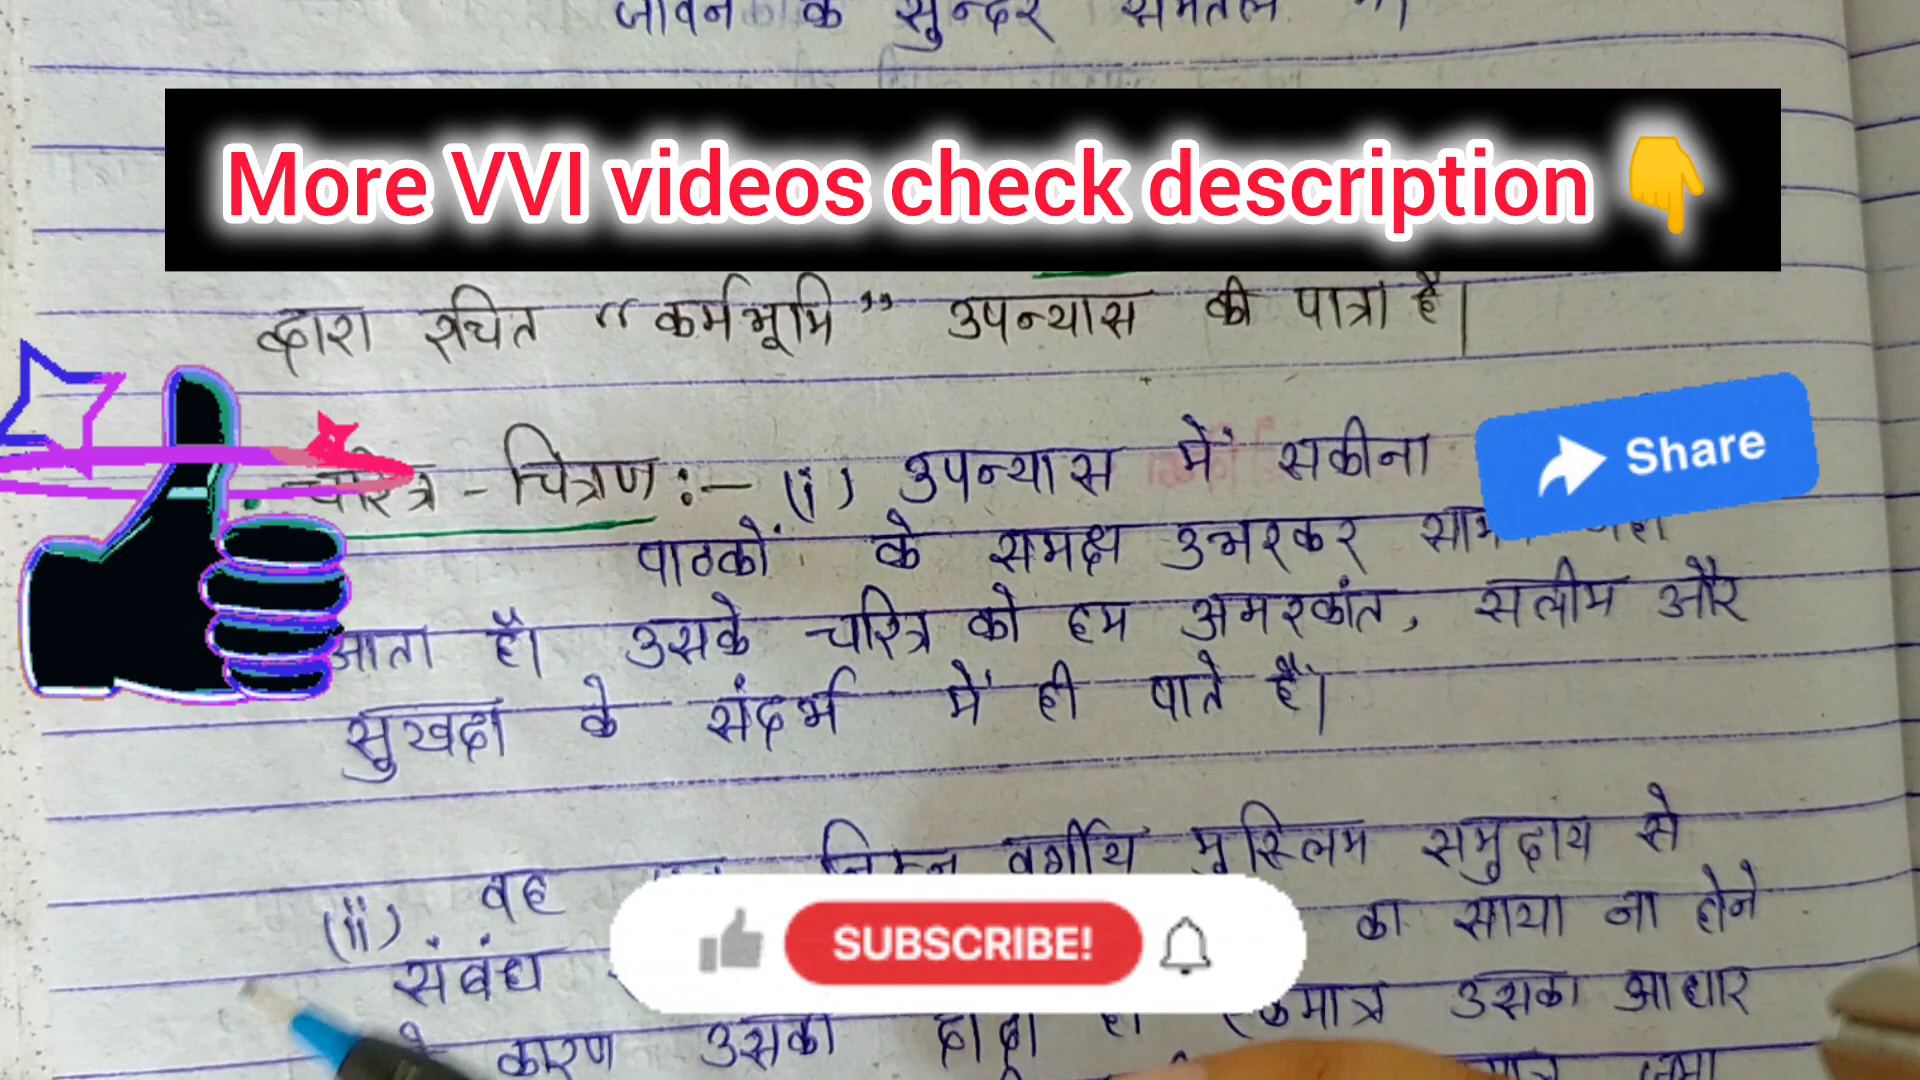 जीवन के सुन्दर समतल
More VVI videos check description 👇
द्वारा रचित “कर्मभूमि” उपन्यास की पात्रा है।
चरित्र - चित्रण :- (i) उपन्यास में सकीना
Share
पाठकों के समक्ष उभरकर
जाता है। उसके चरित्र को हम अमरकांत, सलीम और
सुखदा के संदर्भ में ही पाते हैं।
(ii) वह निम्न वर्गीय मुस्लिम समुदाय से
संबंध का साया ना होने
SUBSCRIBE!
कारण उसकी दादी ही एकमात्र उसका आधार